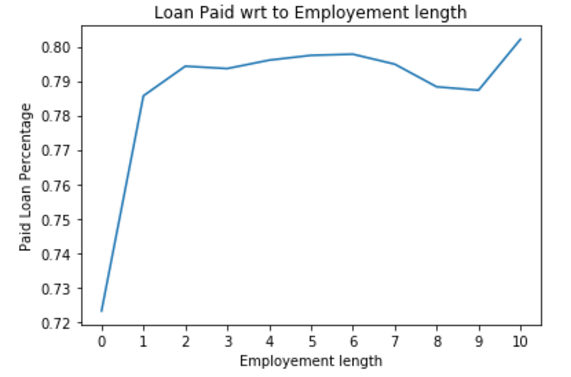 Loan Paid wrt to Employement length
Paid Loan Percentage
0.80
0.79
0.78
0.77
0.76
0.75
0.74
0.73
0.72
0 1 2 3 4 5 6 7 8 9 10
Employement length